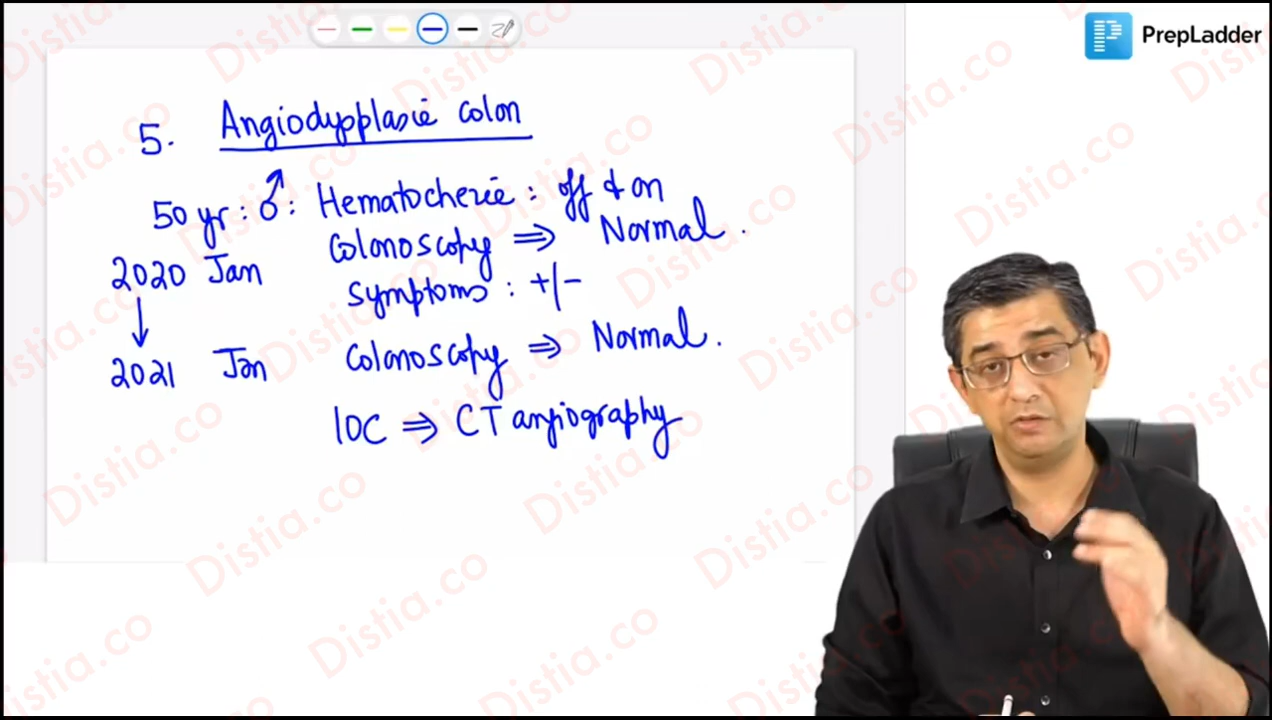 PrepLadder
5. Angiodysplasia colon
50 yr: ♂: Hematochezia: off & on
Colonoscopy ⇒ Normal.
2020 Jan
Symptoms: +/-
↓
2021 Jan Colonoscopy ⇒ Normal.
IOC ⇒ CT angiography
Distia.co